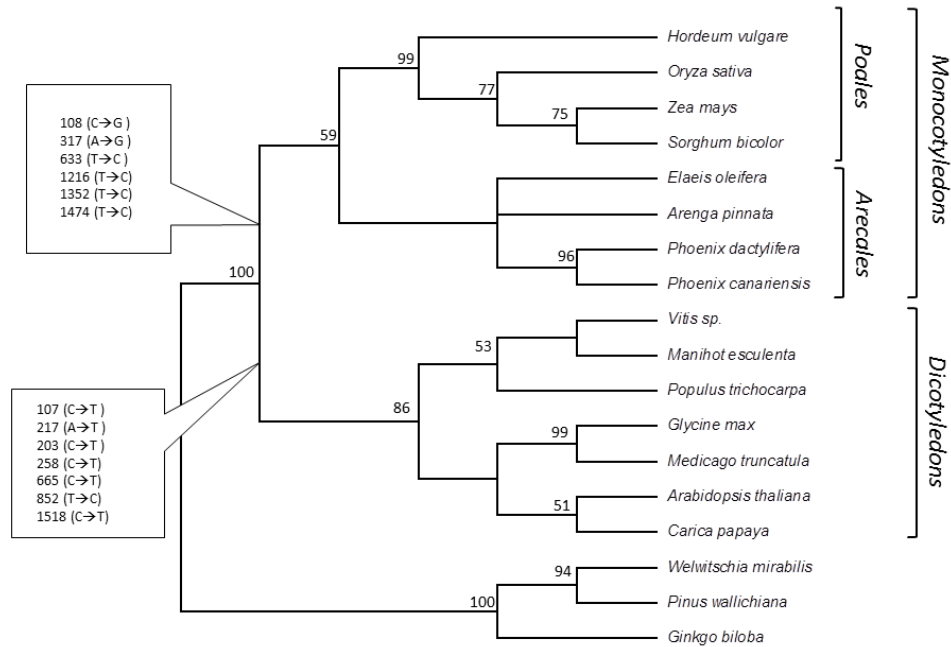 Hordeum vulgare
99
Oryza sativa
77
Zea mays
75
Sorghum bicolor
59
Elaeis oleifera
Arenga pinnata
Phoenix dactylifera
96
Phoenix canariensis
Poales
Arecales
Monocotyledons
108 (C→G )
317 (A→G)
633 (T→C )
1216 (T→C)
1352 (T→C)
1474 (T→C)
100
Vitis sp.
53
Manihot esculenta
Populus trichocarpa
86
Glycine max
99
Medicago truncatula
Arabidopsis thaliana
51
Carica papaya
Dicotyledons
107 (C→T )
217 (A→T )
203 (C→T )
258 (C→T)
665 (C→T)
852 (T→C)
1518 (C→T)
Welwitschia mirabilis
94
Pinus wallichiana
100
Ginkgo biloba